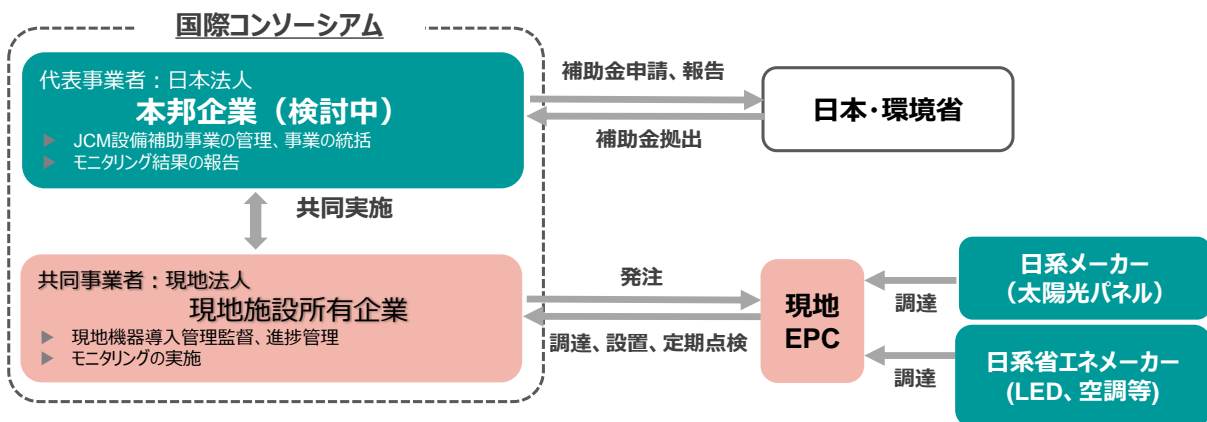 国際コンソーシアム
代表事業者：日本法人
本邦企業（検討中）
▶ JCM設備補助事業の管理、事業の統括
▶ モニタリング結果の報告
補助金申請、報告
補助金拠出
日本・環境省
共同実施
共同事業者：現地法人
現地施設所有企業
▶ 現地機器導入管理監督、進捗管理
▶ モニタリングの実施
発注
調達、設置、定期点検
現地
EPC
調達
日系メーカー
（太陽光パネル）
調達
日系省エネメーカー
(LED、空調等)